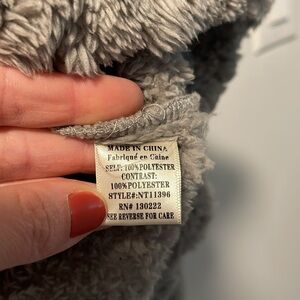 MADE IN CHINA
Fabriqué en Chine
SELF: 100%POLYESTER
CONTRAST:
100%POLYESTER
STYLE#:NT11396
RN# 130222
SEE REVERSE FOR CARE